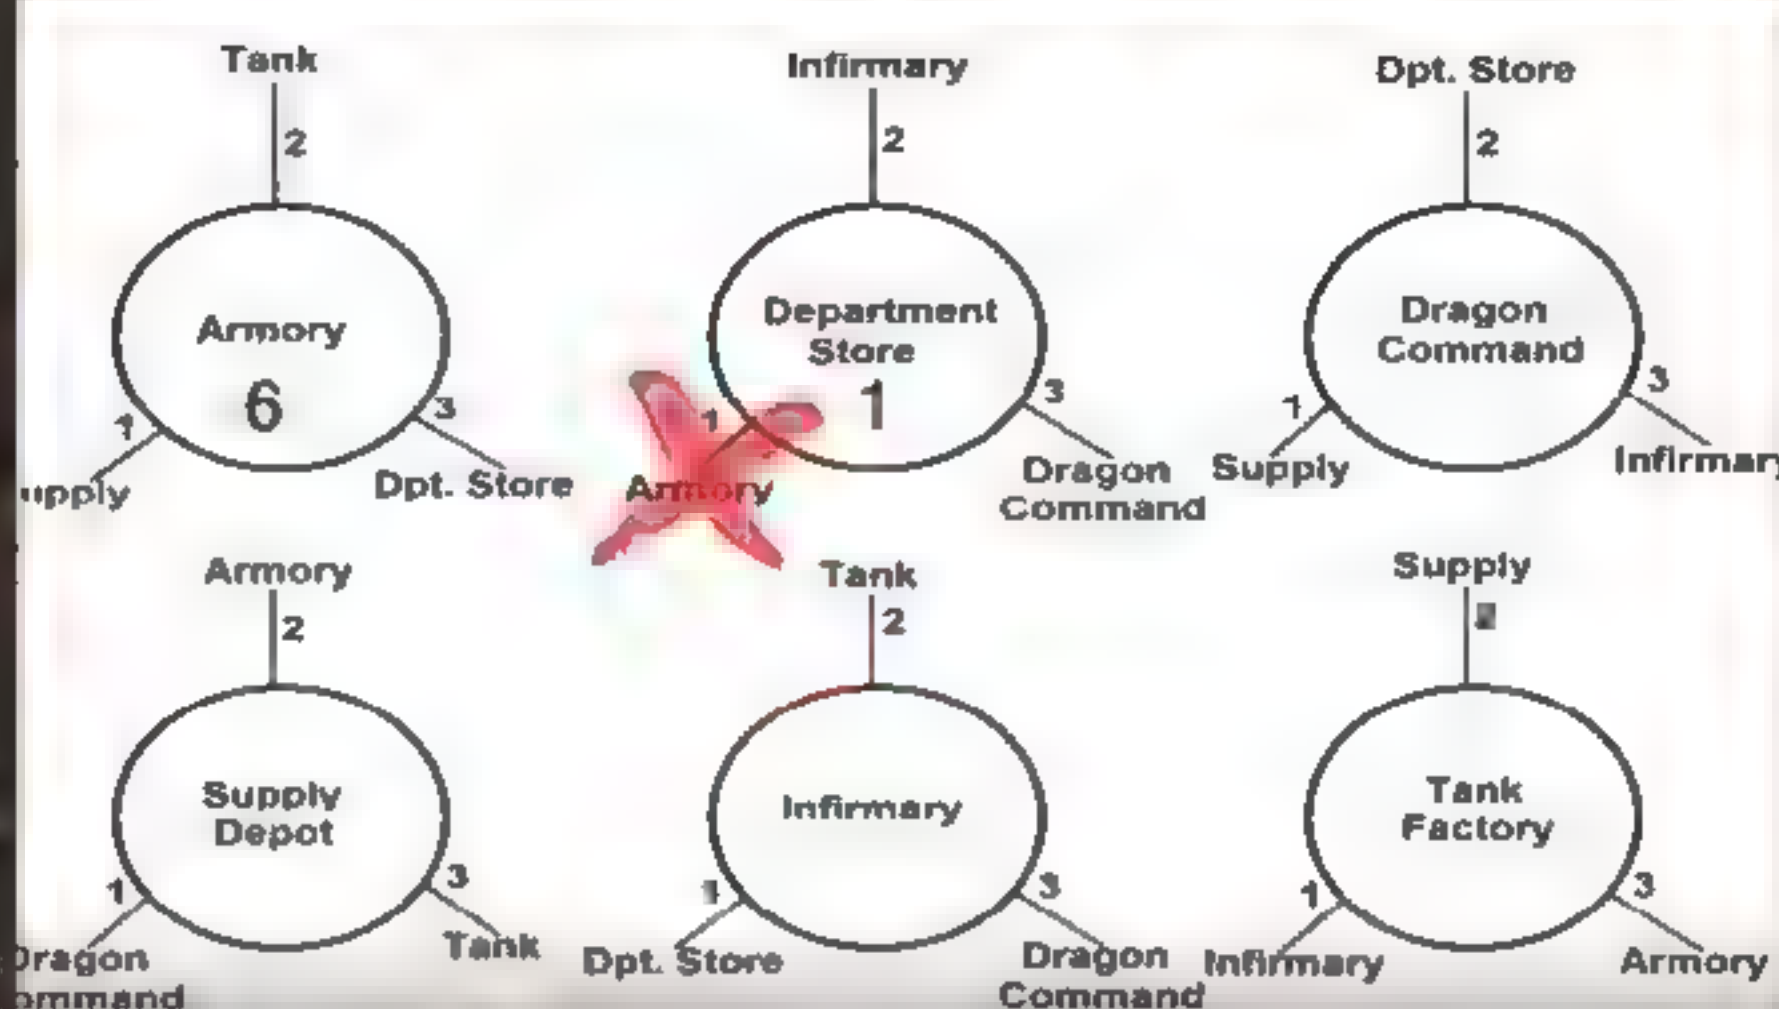 Tank
2
Armory
6
1
upply
3
Dpt. Store
Infirmary
2
Department
Store
1
1
Armory
3
Dragon
Command
Dpt. Store
2
Dragon
Command
1
Supply
3
Infirmary
Armory
2
Supply
Depot
1
Dragon
ommand
3
Tank
Tank
2
Infirmary
1
Dpt. Store
3
Dragon
Command
Supply
Tank
Factory
1
Infirmary
3
Armory